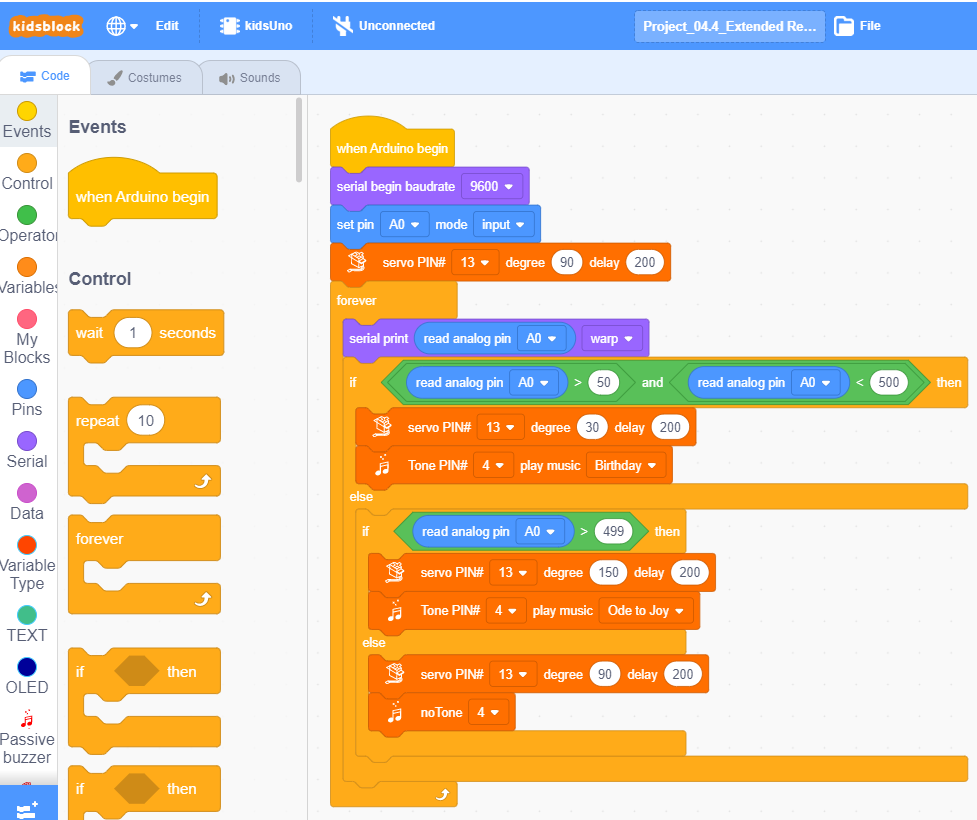 kidsblock Edit kidsUno Unconnected Project_04.4_Extended Re... File
Code Costumes Sounds
Events
Control
Operator
Variables
My
Blocks
Pins
Serial
Data
Variable
Type
TEXT
OLED
Passive
buzzer
Events
when Arduino begin
Control
wait 1 seconds
repeat 10
forever
if then
if then
when Arduino begin
serial begin baudrate 9600
set pin A0 mode input
servo PIN# 13 degree 90 delay 200
forever
serial print read analog pin A0 warp
if read analog pin A0 > 50 and read analog pin A0 < 500 then
servo PIN# 13 degree 30 delay 200
Tone PIN# 4 play music Birthday
else
if read analog pin A0 > 499 then
servo PIN# 13 degree 150 delay 200
Tone PIN# 4 play music Ode to Joy
else
servo PIN# 13 degree 90 delay 200
noTone 4